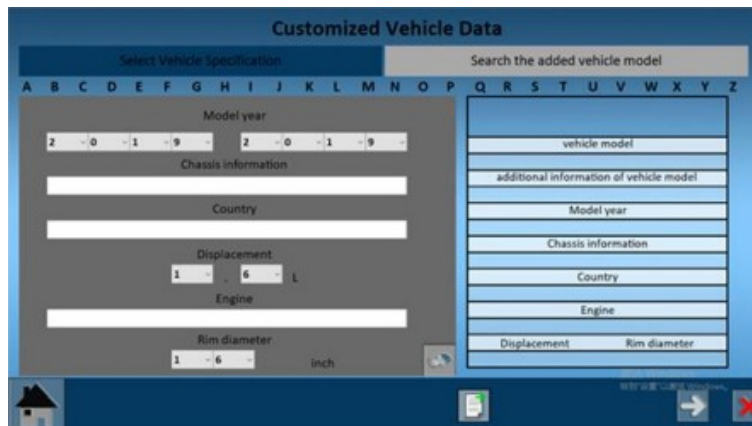 Customized Vehicle Data
Select Vehicle Specification
Search the added vehicle model
A B C D E F G H I J K L M N O P Q R S T U V W X Y Z
Model year
2 0 1 9 2 0 1 9
Chassis information
Country
Displacement
1 . 6 L
Engine
Rim diameter
1 6 inch
vehicle model
additional information of vehicle model
Model year
Chassis information
Country
Engine
Displacement Rim diameter
Windows
Windows